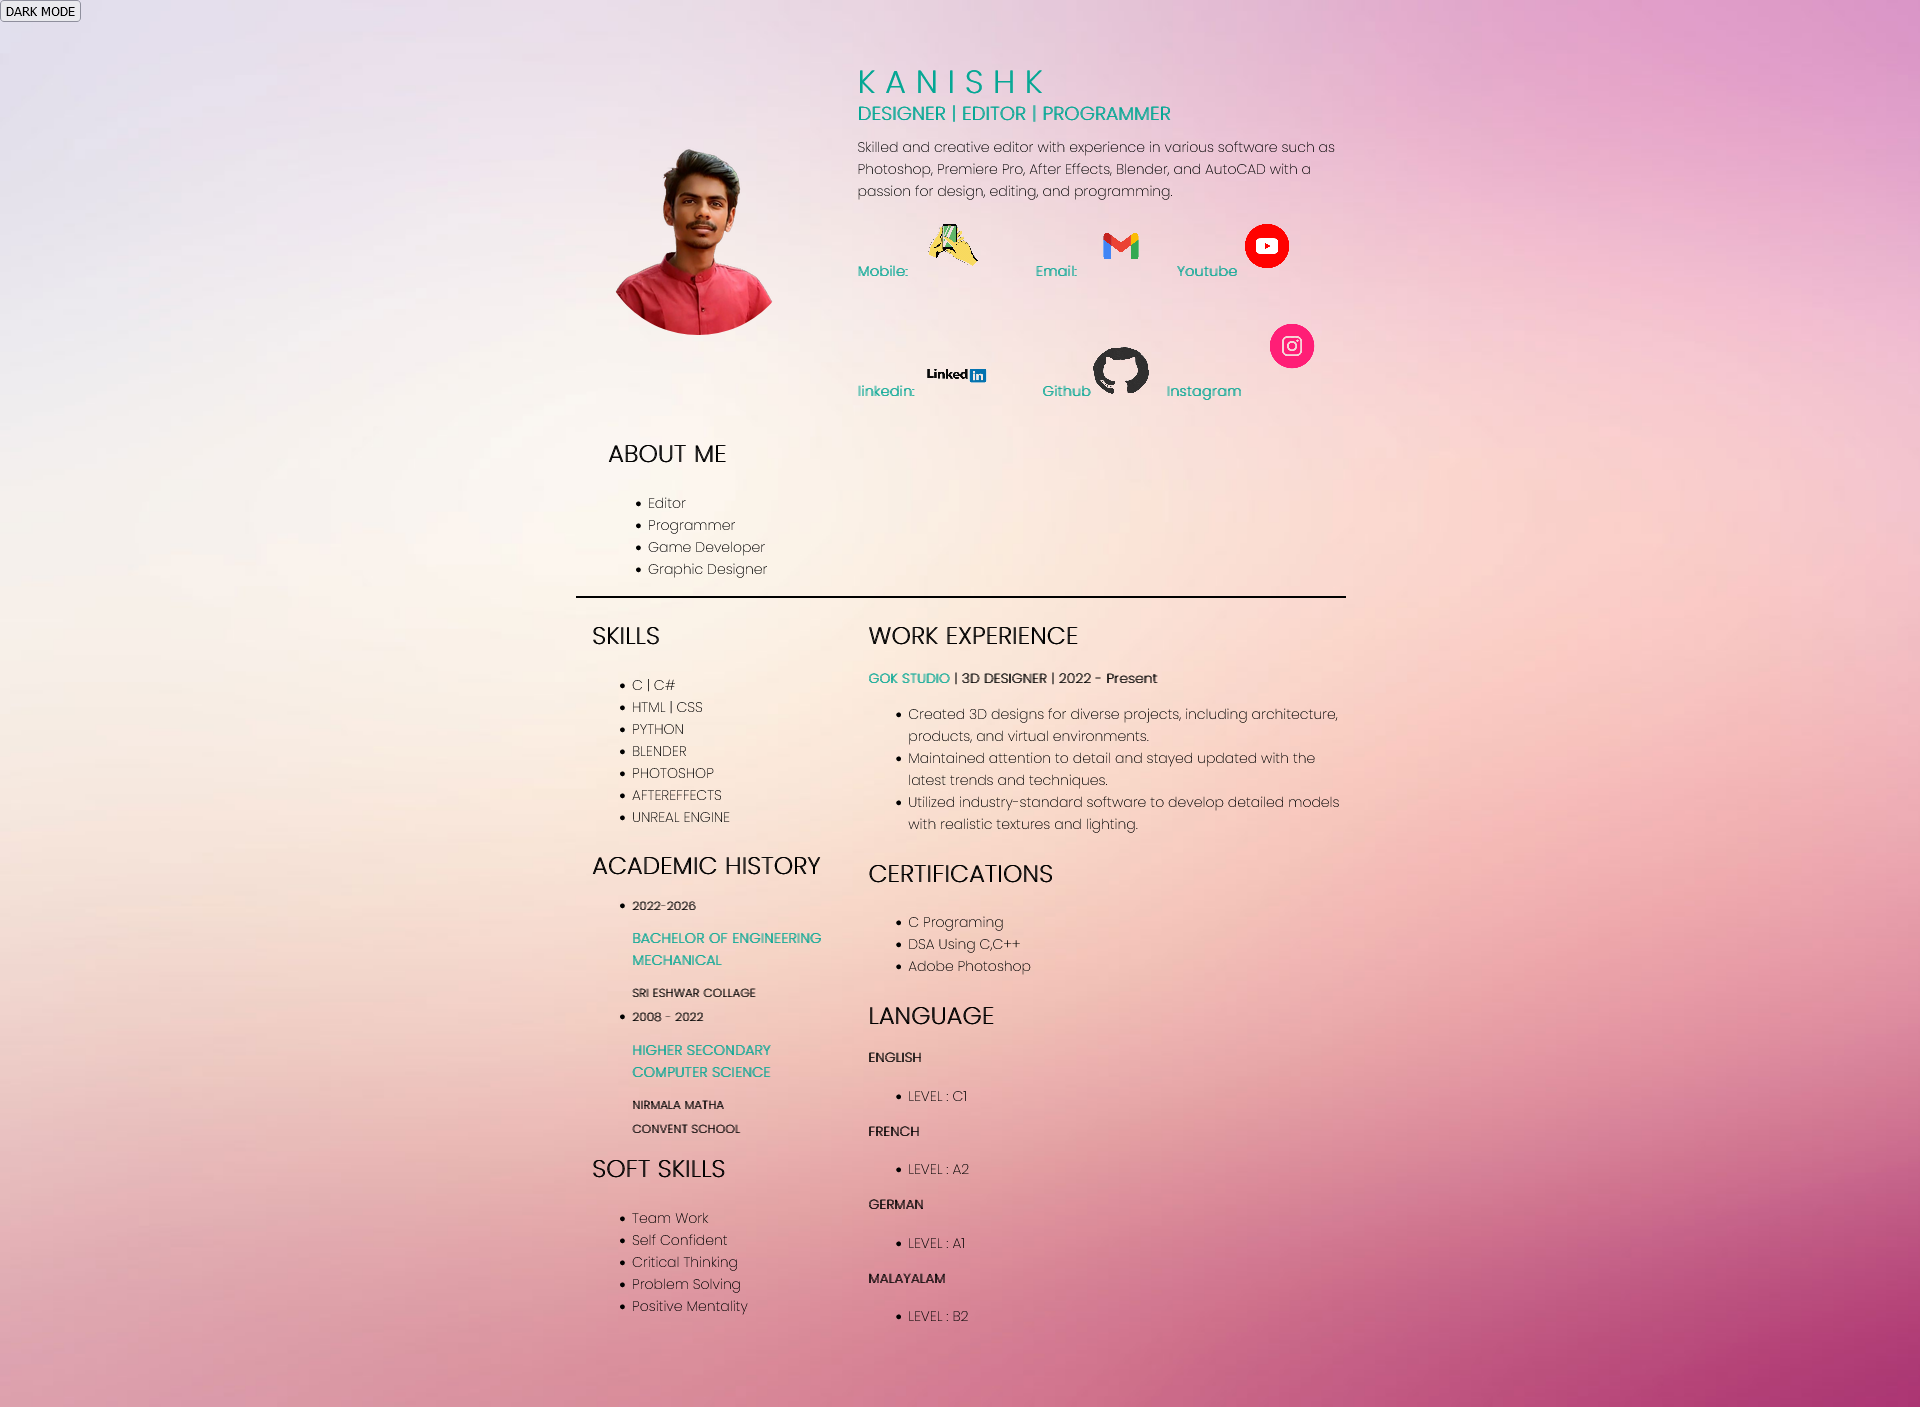 DARK MODE
KANISHK
DESIGNER | EDITOR | PROGRAMMER
Skilled and creative editor with experience in various software such as
Photoshop, Premiere Pro, After Effects, Blender, and AutoCAD with a
passion for design, editing, and programming.
Mobile:
Email:
Youtube
linkedin:
Linked in
Github
Instagram
ABOUT ME
Editor
Programmer
Game Developer
Graphic Designer
SKILLS
C | C#
HTML | CSS
PYTHON
BLENDER
PHOTOSHOP
AFTEREFFECTS
UNREAL ENGINE
ACADEMIC HISTORY
2022-2026
BACHELOR OF ENGINEERING
MECHANICAL
SRI ESHWAR COLLAGE
2008 - 2022
HIGHER SECONDARY
COMPUTER SCIENCE
NIRMALA MATHA
CONVENT SCHOOL
SOFT SKILLS
Team Work
Self Confident
Critical Thinking
Problem Solving
Positive Mentality
WORK EXPERIENCE
GOK STUDIO | 3D DESIGNER | 2022 - Present
Created 3D designs for diverse projects, including architecture,
products, and virtual environments.
Maintained attention to detail and stayed updated with the
latest trends and techniques.
Utilized industry-standard software to develop detailed models
with realistic textures and lighting.
CERTIFICATIONS
C Programing
DSA Using C,C++
Adobe Photoshop
LANGUAGE
ENGLISH
LEVEL : C1
FRENCH
LEVEL : A2
GERMAN
LEVEL : A1
MALAYALAM
LEVEL : B2